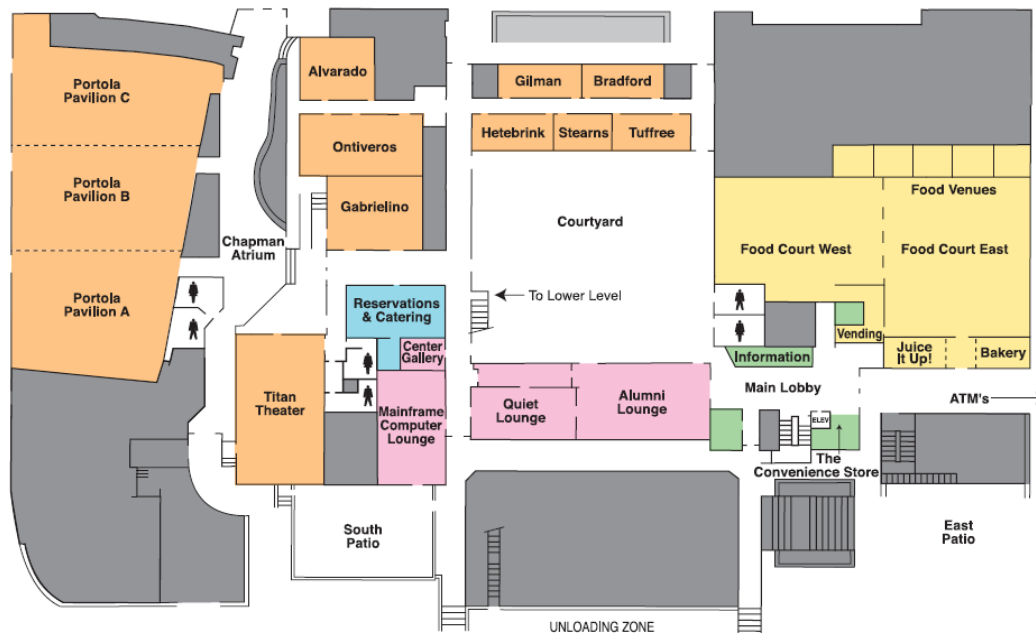 Portola
Pavilion C
Alvarado
Gilman
Bradford
Hetebrink
Stearns
Tuffree
Ontiveros
Portola
Pavilion B
Gabrielino
Food Venues
Courtyard
Chapman
Atrium
Food Court West
Food Court East
Portola
Pavilion A
To Lower Level
Reservations
& Catering
Vending
Center
Gallery
Information
Juice
It Up!
Bakery
Main Lobby
Titan
Theater
Mainframe
Computer
Lounge
Quiet
Lounge
Alumni
Lounge
ATM's
ELEV
The
Convenience Store
South
Patio
East
Patio
UNLOADING ZONE